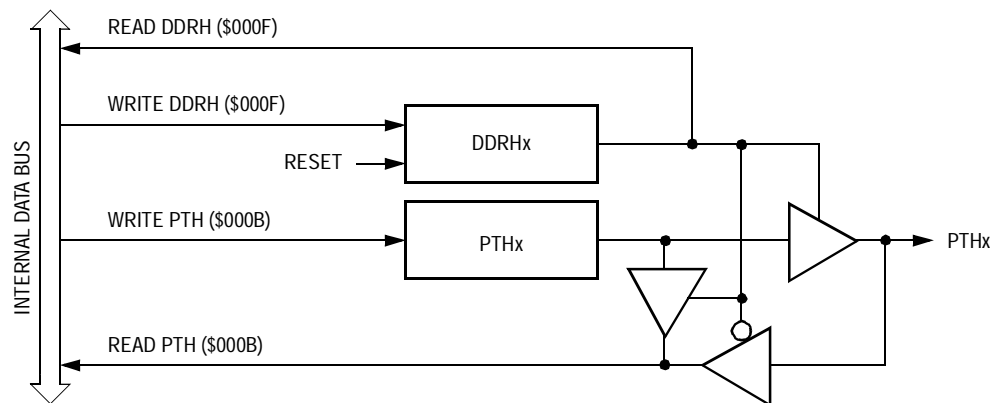 READ DDRH ($000F)
WRITE DDRH ($000F)
DDRHx
RESET
INTERNAL DATA BUS
WRITE PTH ($000B)
PTHx
PTHx
READ PTH ($000B)